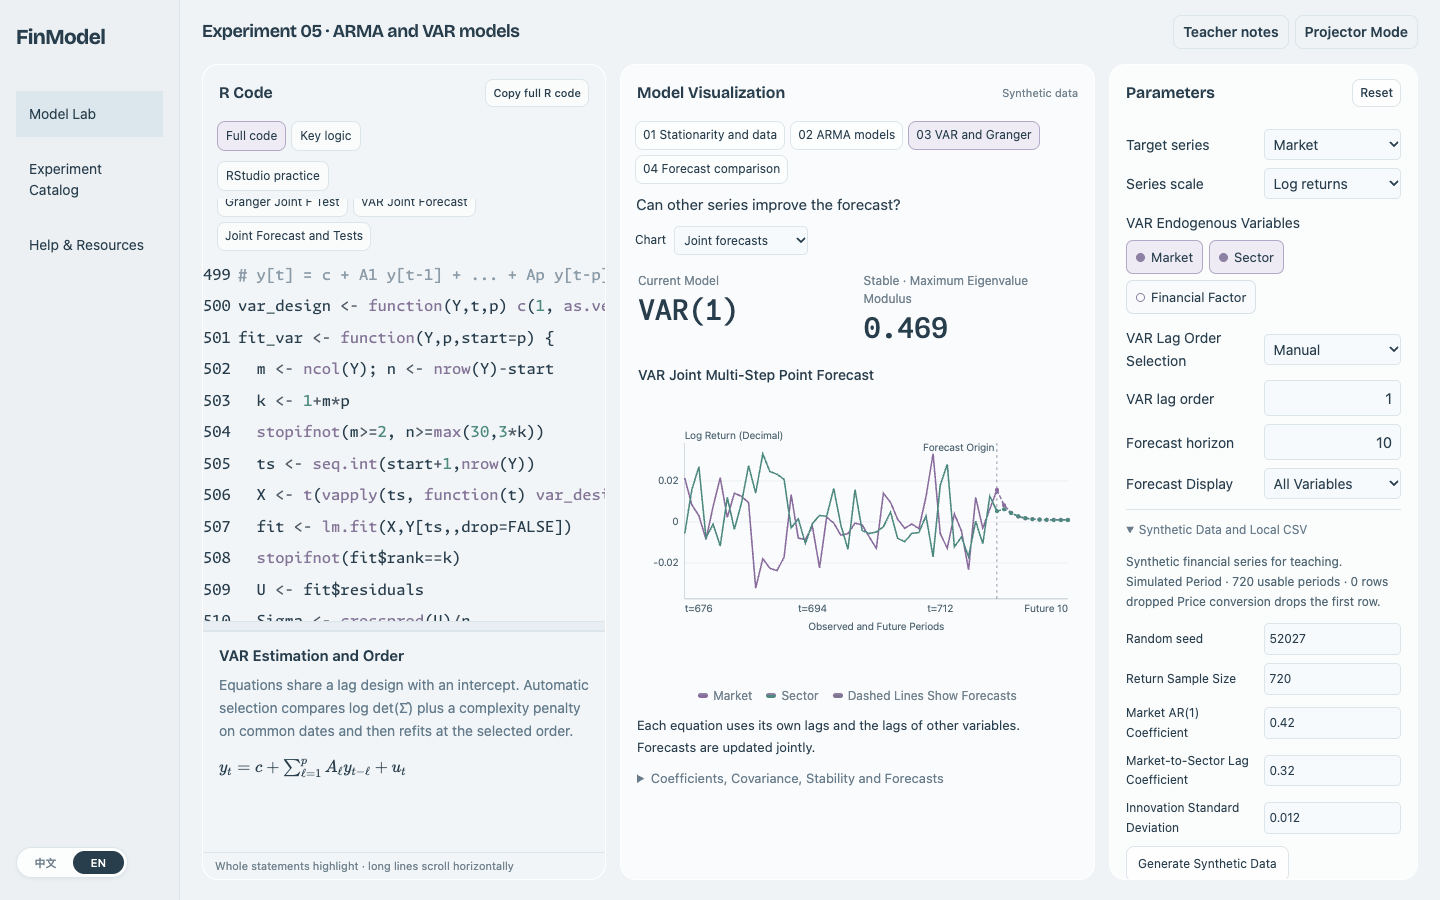 FinModel
Model Lab
Experiment
Catalog
Help & Resources
中文
EN
Experiment 05 · ARMA and VAR models
Teacher notes
Projector Mode
R Code
Copy full R code
Full code
Key logic
RStudio practice
Granger Joint F Test
VAR Joint Forecast
Joint Forecast and Tests
499 # y[t] = c + A1 y[t-1] + ... + Ap y[t-p]
500 var_design <- function(Y,t,p) c(1, as.ve
501 fit_var <- function(Y,p,start=p) {
502 m <- ncol(Y); n <- nrow(Y)-start
503 k <- 1+m*p
504 stopifnot(m>=2, n>=max(30,3*k))
505 ts <- seq.int(start+1,nrow(Y))
506 X <- t(vapply(ts, function(t) var_desi
507 fit <- lm.fit(X,Y[ts,,drop=FALSE])
508 stopifnot(fit$rank==k)
509 U <- fit$residuals
510 Sigma <- crossprod(U)/n
VAR Estimation and Order
Equations share a lag design with an intercept. Automatic
selection compares log det(Σ̂) plus a complexity penalty
on common dates and then refits at the selected order.
y_t = c + ∑_{ℓ=1}^{p} A_ℓ y_{t−ℓ} + u_t
Whole statements highlight · long lines scroll horizontally
Model Visualization
Synthetic data
01 Stationarity and data
02 ARMA models
03 VAR and Granger
04 Forecast comparison
Can other series improve the forecast?
Chart
Joint forecasts
Current Model
VAR(1)
Stable · Maximum Eigenvalue
Modulus
0.469
VAR Joint Multi-Step Point Forecast
Log Return (Decimal)
Forecast Origin
0.02
0
-0.02
t=676
t=694
t=712
Future 10
Observed and Future Periods
Market
Sector
Dashed Lines Show Forecasts
Each equation uses its own lags and the lags of other variables.
Forecasts are updated jointly.
Coefficients, Covariance, Stability and Forecasts
Parameters
Reset
Target series
Market
Series scale
Log returns
VAR Endogenous Variables
Market
Sector
Financial Factor
VAR Lag Order
Selection
Manual
VAR lag order
1
Forecast horizon
10
Forecast Display
All Variables
Synthetic Data and Local CSV
Synthetic financial series for teaching.
Simulated Period · 720 usable periods · 0 rows
dropped Price conversion drops the first row.
Random seed
52027
Return Sample Size
720
Market AR(1)
Coefficient
0.42
Market-to-Sector Lag
Coefficient
0.32
Innovation Standard
Deviation
0.012
Generate Synthetic Data